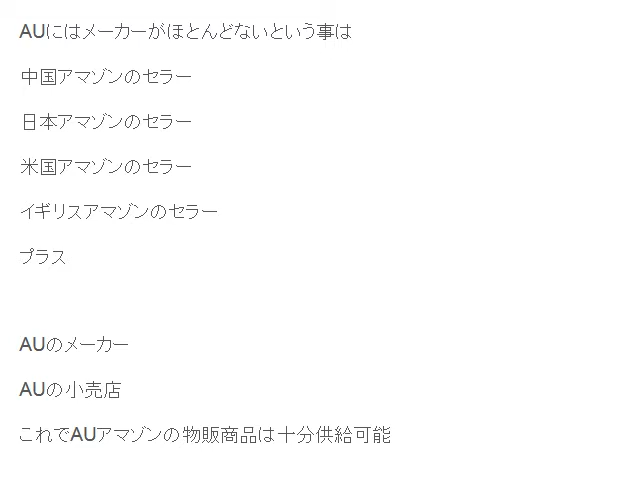 AUにはメーカーがほとんどないという事は
中国アマゾンのセラー
日本アマゾンのセラー
米国アマゾンのセラー
イギリスアマゾンのセラー
プラス
AUのメーカー
AUの小売店
これでAUアマゾンの物販商品は十分供給可能